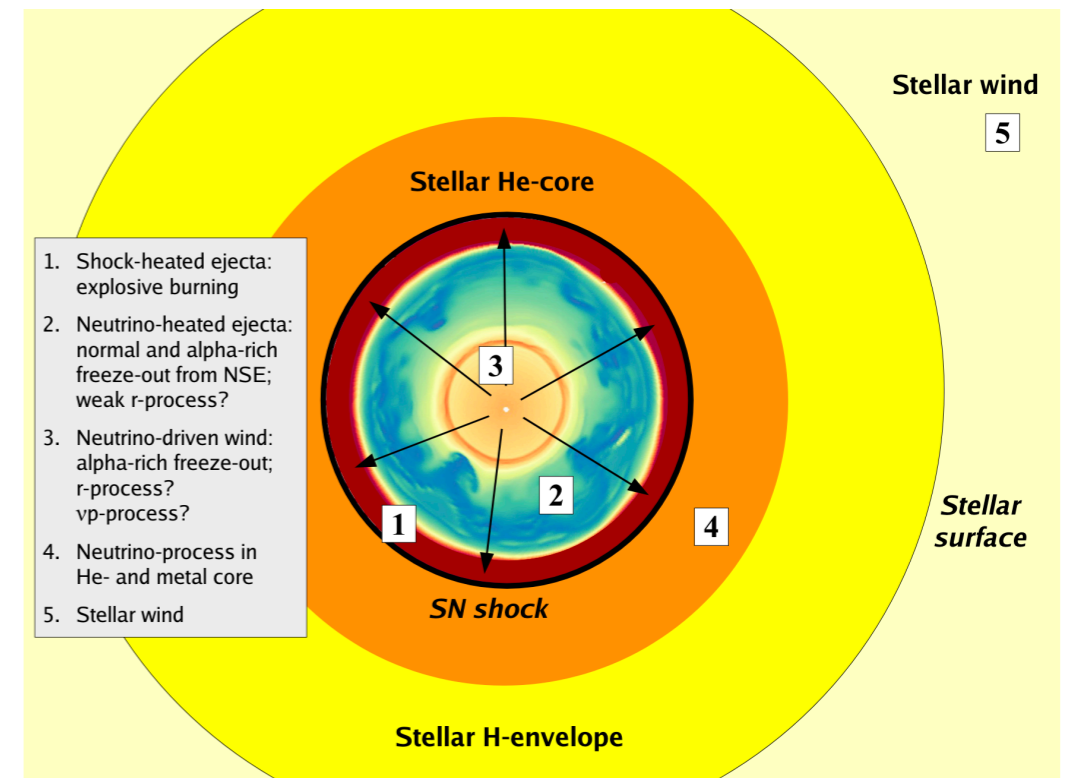 Stellar wind
5
Stellar He-core
1. Shock-heated ejecta:
explosive burning
2. Neutrino-heated ejecta:
normal and alpha-rich
freeze-out from NSE;
weak r-process?
3. Neutrino-driven wind:
alpha-rich freeze-out;
r-process?
νp-process?
4. Neutrino-process in
He- and metal core
5. Stellar wind
3
2
1
4
Stellar
surface
SN shock
Stellar H-envelope